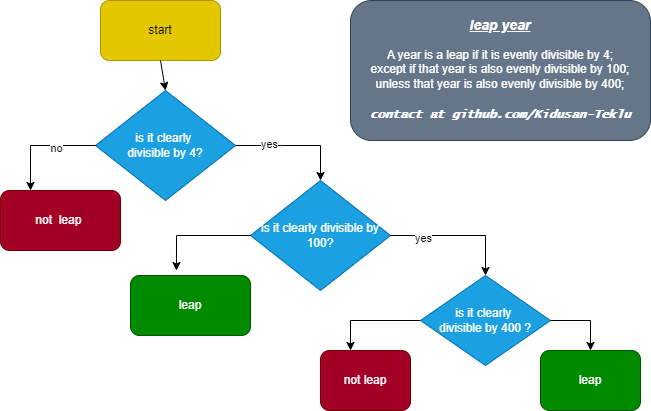 start
leap year
A year is a leap if it is evenly divisible by 4;
except if that year is also evenly divisible by 100;
unless that year is also evenly divisible by 400;
contact at github.com/Kidusan-Teklu
is it clearly
divisible by 4?
no
yes
not leap
is it clearly divisible by
100?
yes
leap
is it clearly
divisible by 400 ?
not leap
leap